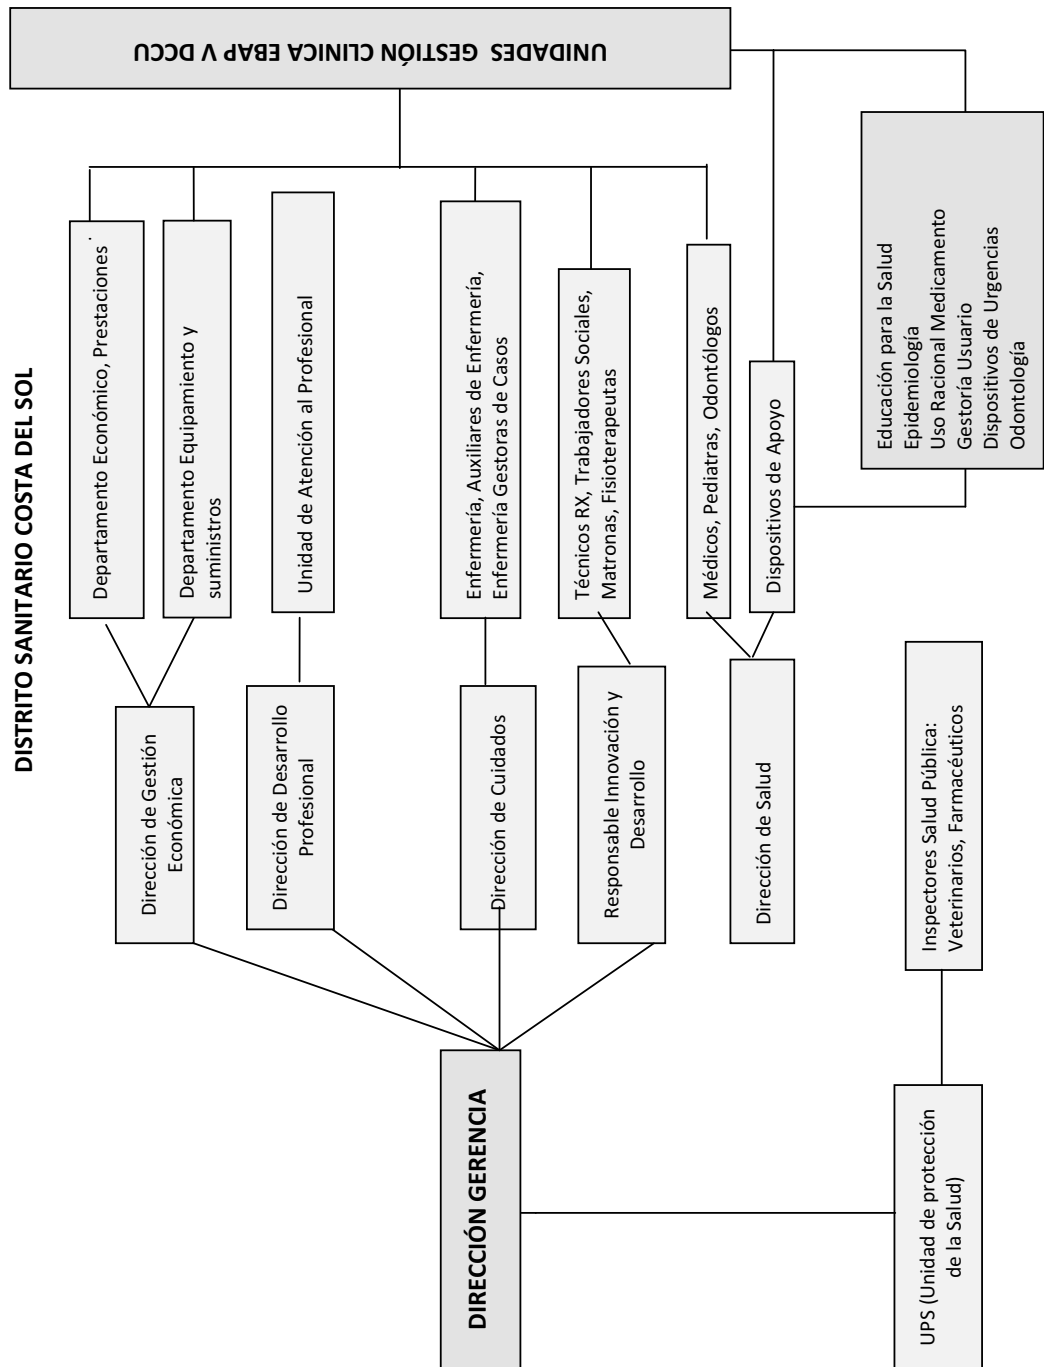 DISTRITO SANITARIO COSTA DEL SOL
DIRECCIÓN GERENCIA
Dirección de Gestión
Económica
Departamento Económico, Prestaciones
Departamento Equipamiento y
suministros
Dirección de Desarrollo
Profesional
Unidad de Atención al Profesional
Dirección de Cuidados
Enfermería, Auxiliares de Enfermería,
Enfermería Gestoras de Casos
Responsable Innovación y
Desarrollo
Técnicos RX, Trabajadores Sociales,
Matronas, Fisioterapeutas
Dirección de Salud
Médicos, Pediatras, Odontólogos
Dispositivos de Apoyo
UPS (Unidad de protección
de la Salud)
Inspectores Salud Pública:
Veterinarios, Farmacéuticos
Educación para la Salud
Epidemiología
Uso Racional Medicamento
Gestoría Usuario
Dispositivos de Urgencias
Odontología
UNIDADES GESTIÓN CLINICA EBAP V DCCU